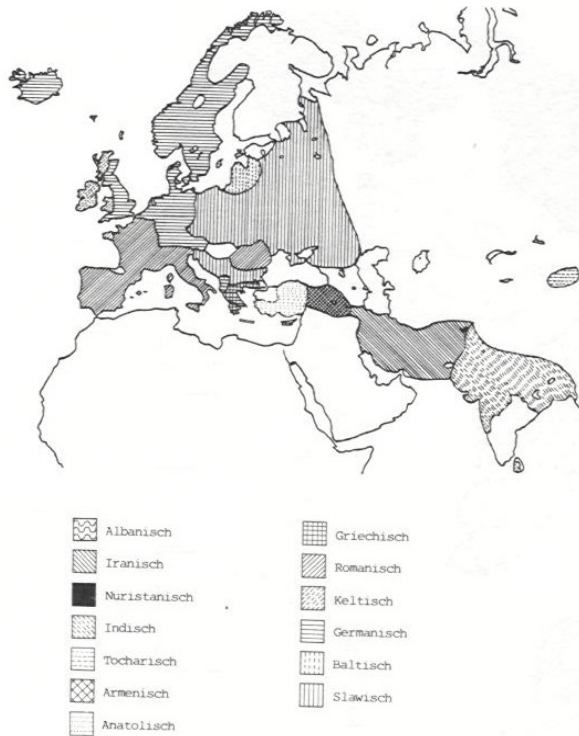 Albanisch
Iranisch
Nuristanisch
Indisch
Tocharisch
Armenisch
Anatolisch
Griechisch
Romanisch
Keltisch
Germanisch
Baltisch
Slawisch